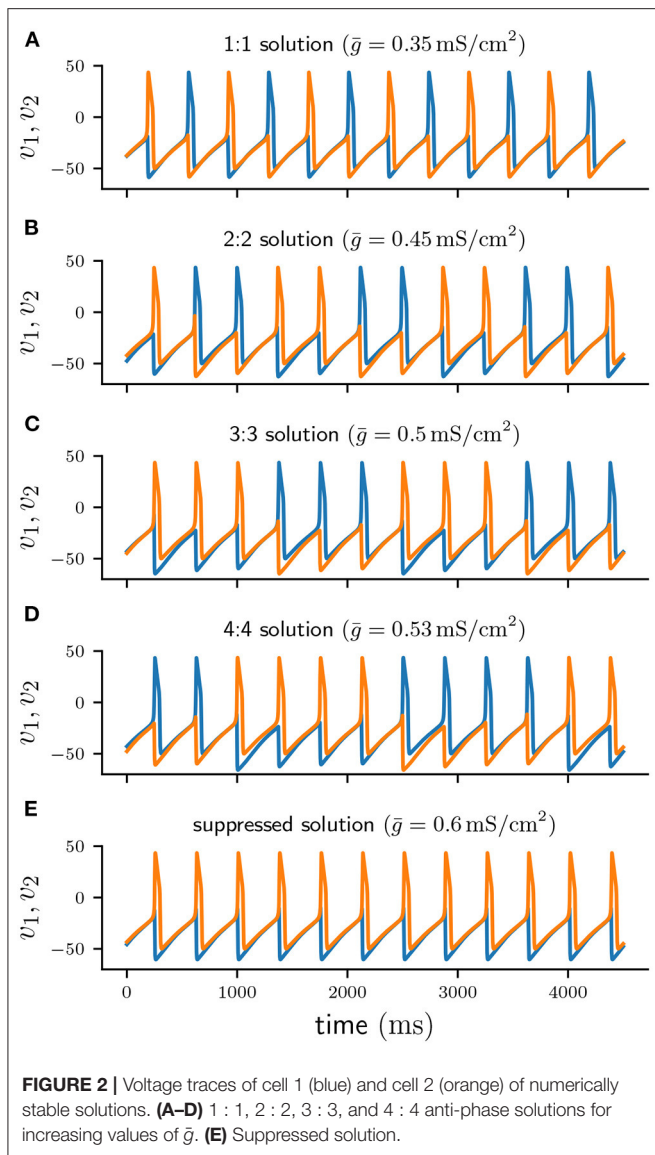 A
1:1 solution (ḡ = 0.35 mS/cm²)
50
0
−50
v₁, v₂
B
2:2 solution (ḡ = 0.45 mS/cm²)
50
0
−50
v₁, v₂
C
3:3 solution (ḡ = 0.5 mS/cm²)
50
0
−50
v₁, v₂
D
4:4 solution (ḡ = 0.53 mS/cm²)
50
0
−50
v₁, v₂
E
suppressed solution (ḡ = 0.6 mS/cm²)
50
0
−50
v₁, v₂
0 1000 2000 3000 4000
time (ms)
FIGURE 2 | Voltage traces of cell 1 (blue) and cell 2 (orange) of numerically
stable solutions. (A–D) 1 : 1, 2 : 2, 3 : 3, and 4 : 4 anti-phase solutions for
increasing values of ḡ. (E) Suppressed solution.